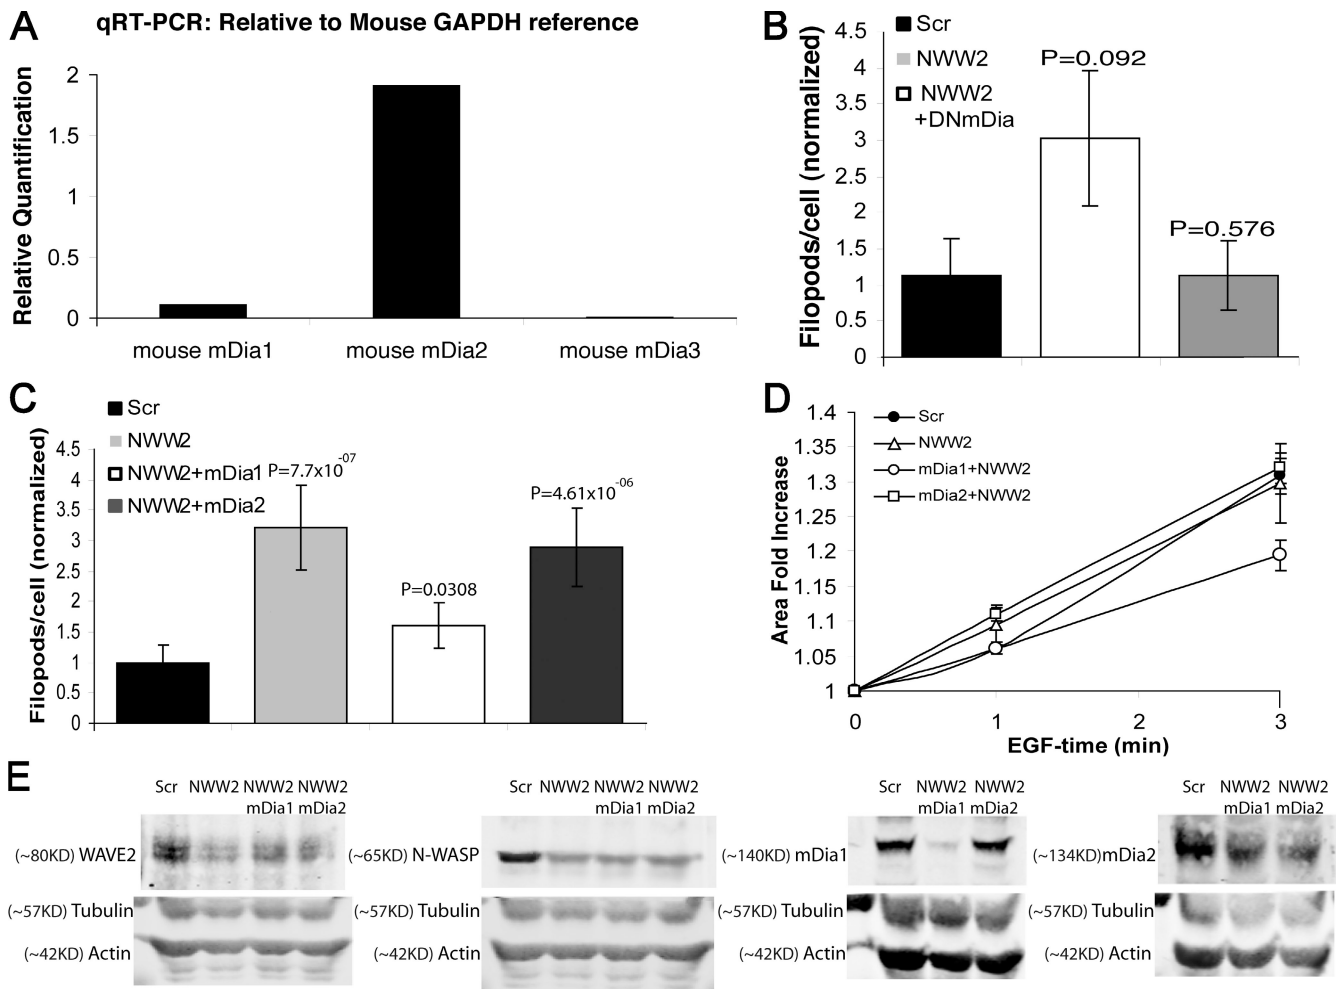 A
qRT-PCR: Relative to Mouse GAPDH reference
Relative Quantification
2
1.5
1
0.5
0
mouse mDia1
mouse mDia2
mouse mDia3
B
Filopods/cell (normalized)
4.5
4
3.5
3
2.5
2
1.5
1
0.5
0
Scr
NWW2
NWW2
+DNmDia
P=0.092
P=0.576
C
Filopods/cell (normalized)
4.5
4
3.5
3
2.5
2
1.5
1
0.5
0
Scr
NWW2
NWW2+mDia1
NWW2+mDia2
P=7.7x10-07
P=0.0308
P=4.61x10-06
D
Area Fold Increase
1.4
1.35
1.3
1.25
1.2
1.15
1.1
1.05
1
Scr
NWW2
mDia1+NWW2
mDia2+NWW2
0
1
2
3
EGF-time (min)
E
Scr NWW2 NWW2 NWW2
mDia1 mDia2
(~80KD) WAVE2
(~57KD) Tubulin
(~42KD) Actin
Scr NWW2 NWW2 NWW2
mDia1 mDia2
(~65KD) N-WASP
(~57KD) Tubulin
(~42KD) Actin
Scr NWW2 NWW2
mDia1 mDia2
(~140KD) mDia1
(~57KD) Tubulin
(~42KD) Actin
Scr NWW2 NWW2
mDia1 mDia2
(~134KD)mDia2
(~57KD) Tubulin
(~42KD) Actin